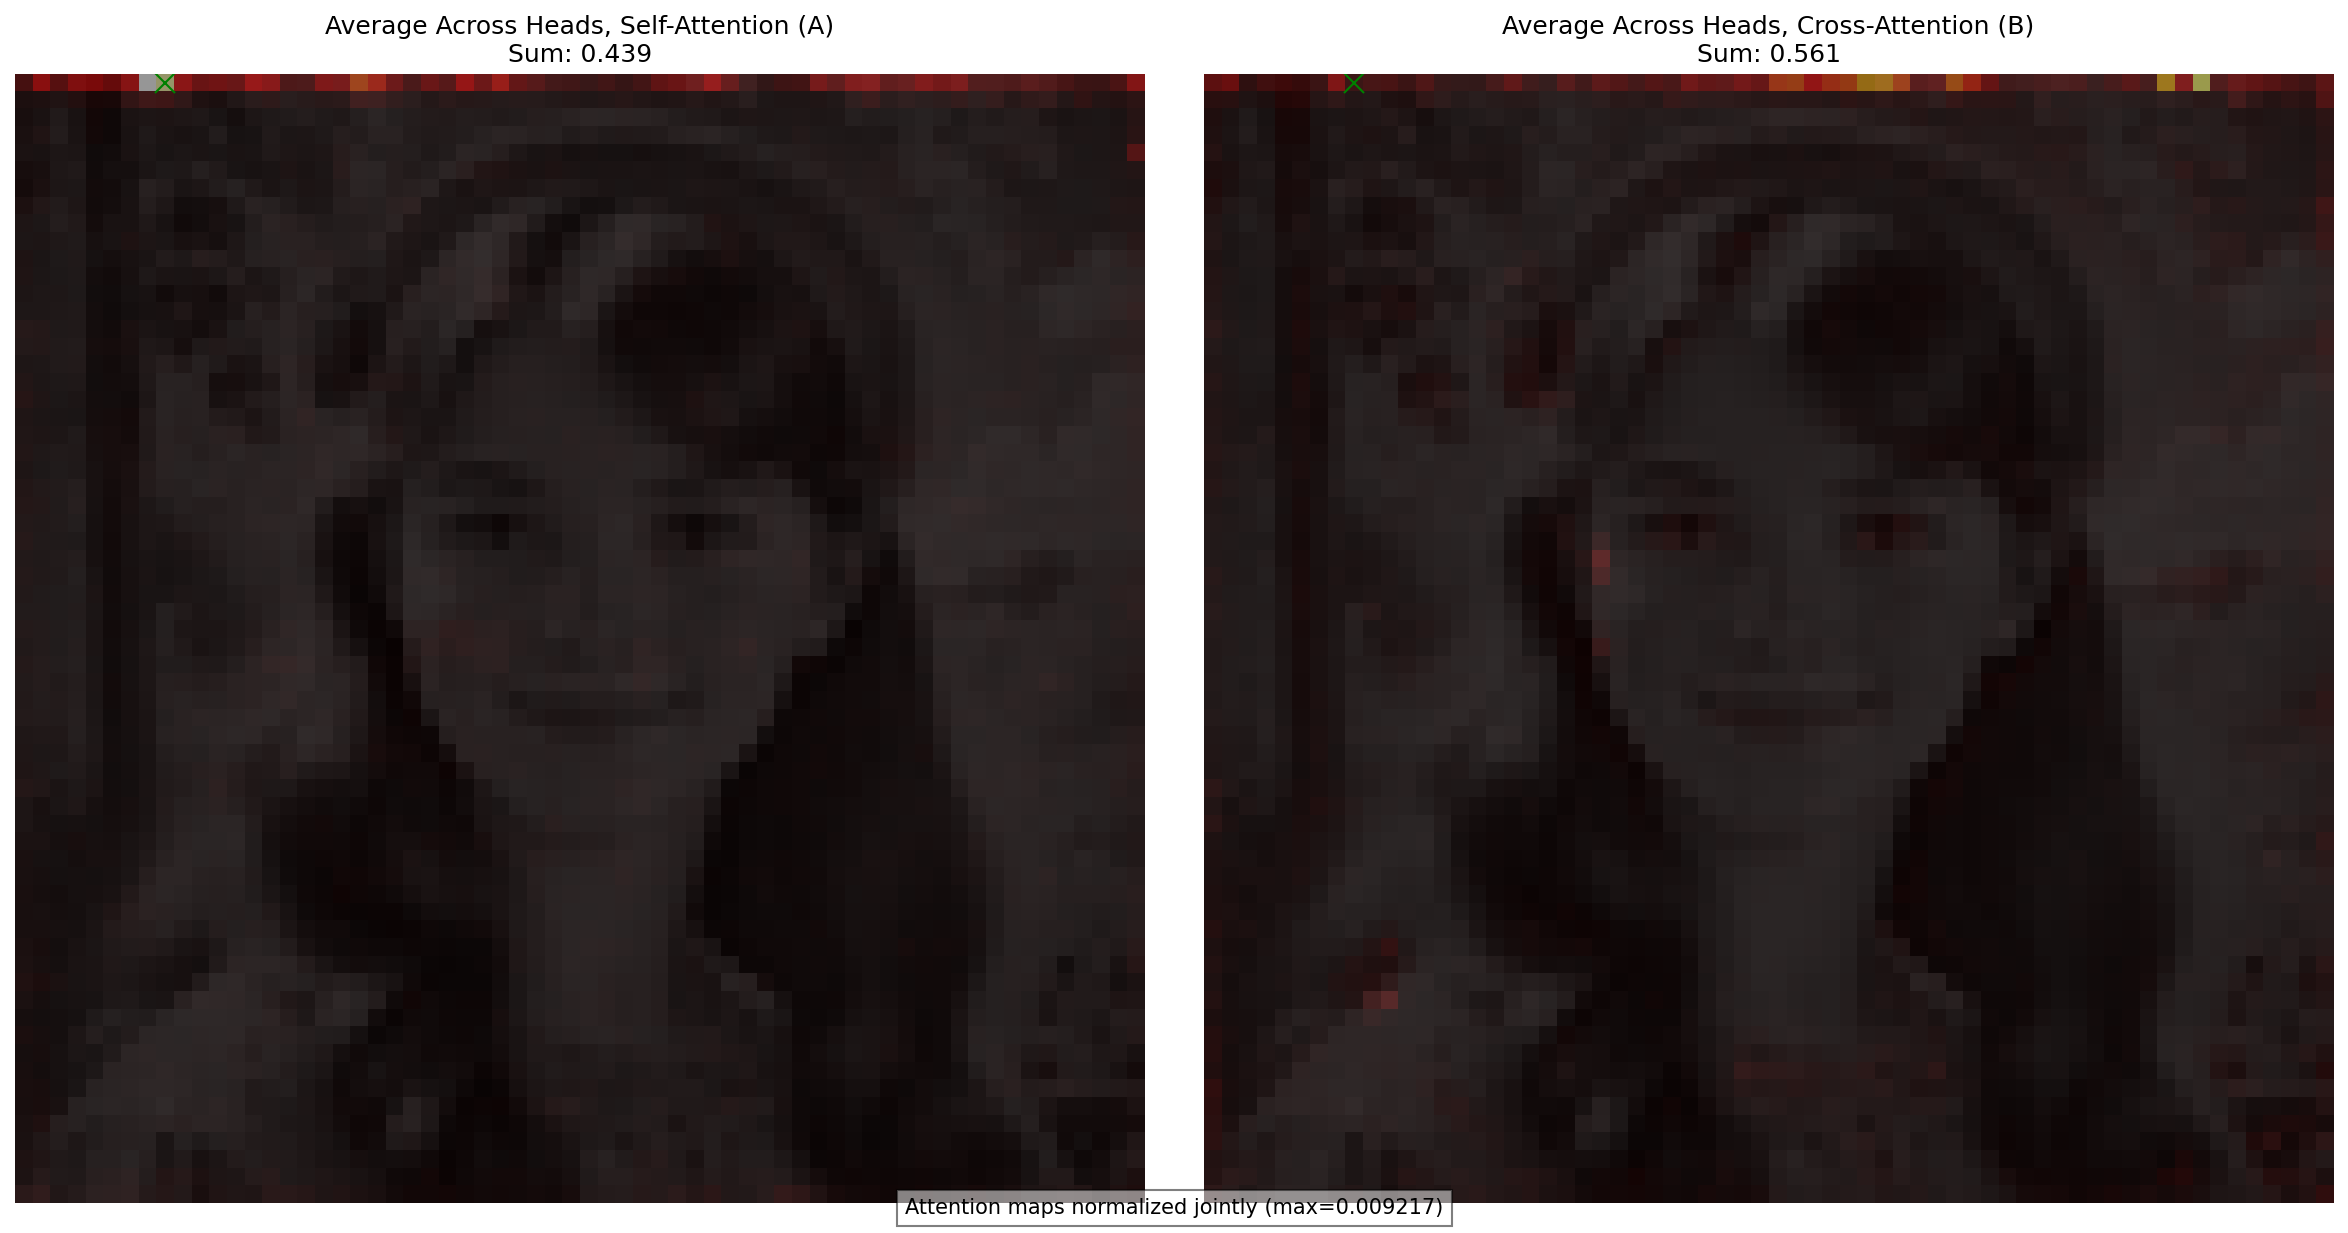 Average Across Heads, Self-Attention (A)
Sum: 0.439
Average Across Heads, Cross-Attention (B)
Sum: 0.561
Attention maps normalized jointly (max=0.009217)